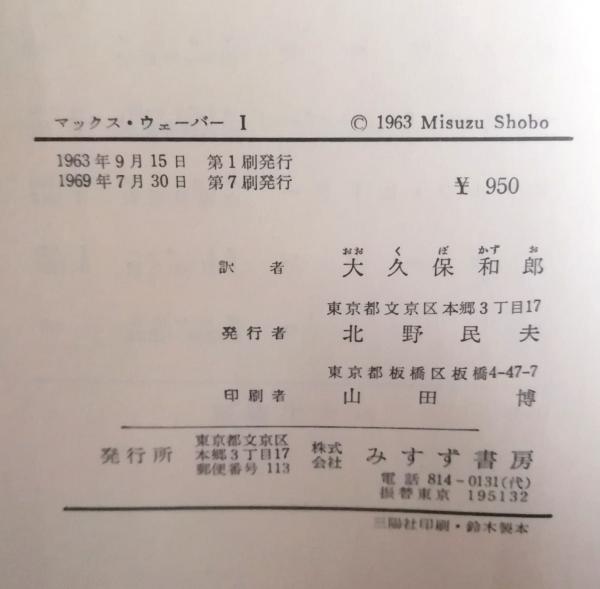 マックス・ウェーバー I © 1963 Misuzu Shobo
1963年9月15日 第1刷発行
1969年7月30日 第7刷発行
¥ 950
おお く ぼ かず お
訳者 大久保和郎
東京都文京区本郷3丁目17
発行者 北野民夫
東京都板橋区板橋4-47-7
印刷者 山田博
発行所 東京都文京区本郷3丁目17郵便番号 113 株式会社 みすず書房
電話 814-0131(代)
振替東京 195132
三陽社印刷・鈴木製本